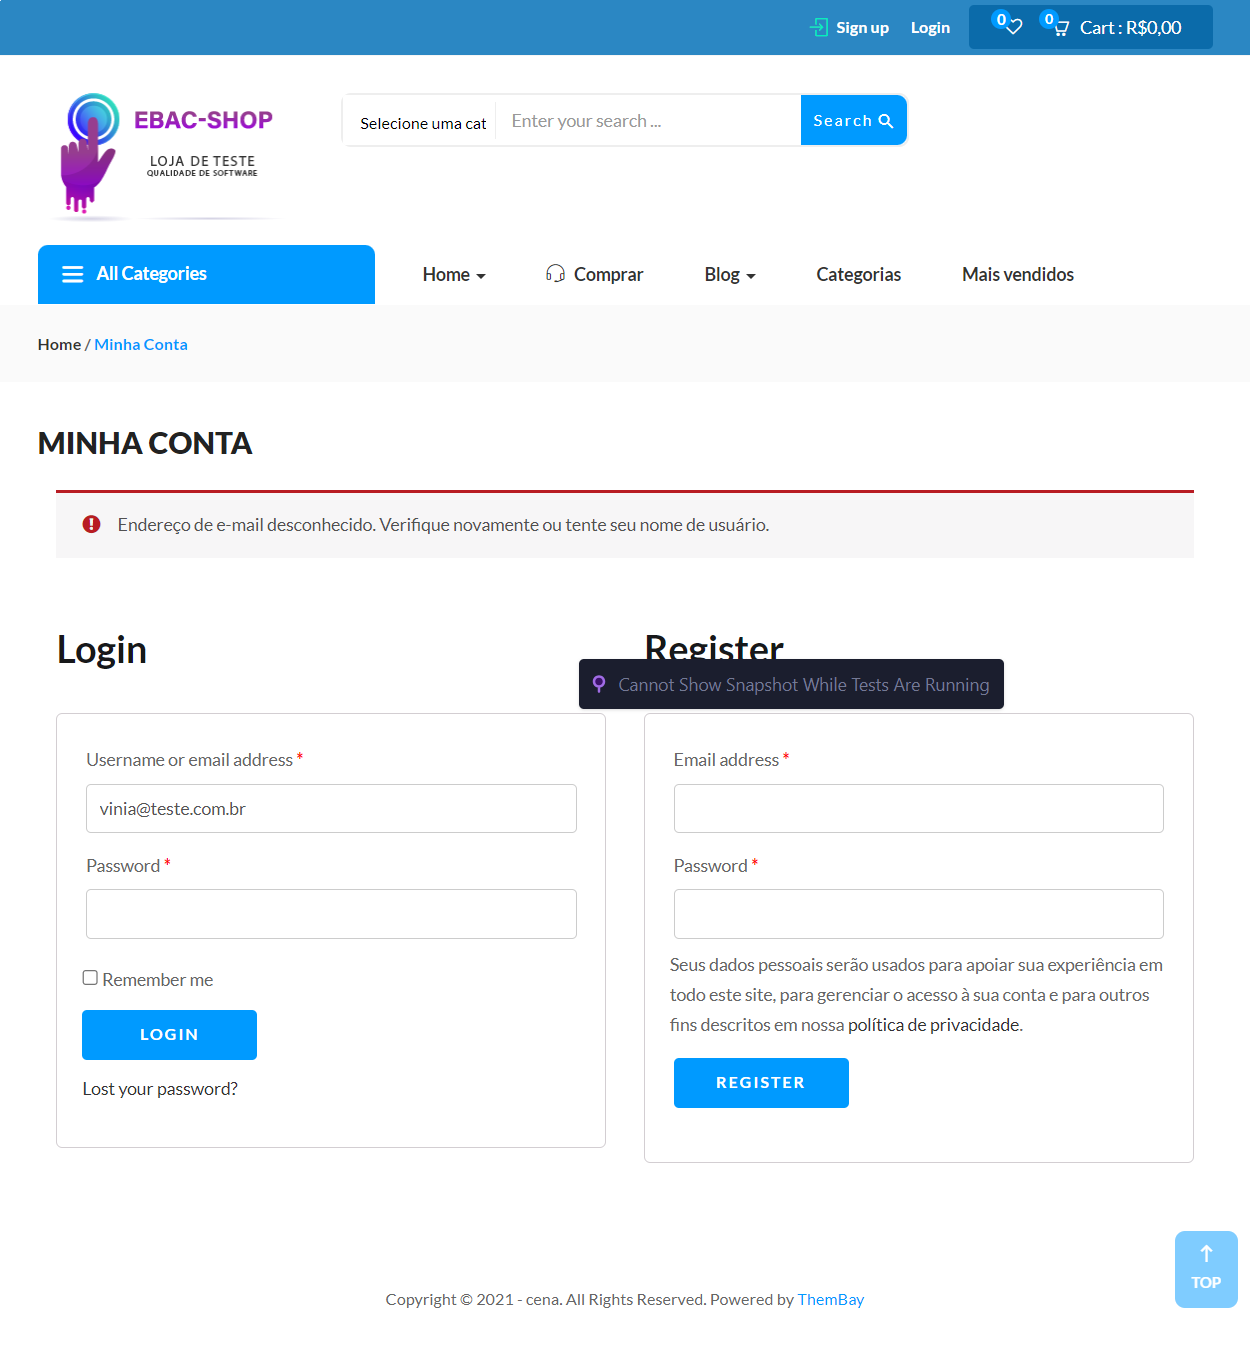 Sign up
Login
0
0
Cart : R$0,00
EBAC-SHOP
LOJA DE TESTE
QUALIDADE DE SOFTWARE
Selecione uma cat
Enter your search ...
Search
All Categories
Home
Comprar
Blog
Categorias
Mais vendidos
Home / Minha Conta
MINHA CONTA
Endereço de e-mail desconhecido. Verifique novamente ou tente seu nome de usuário.
Login
Register
Cannot Show Snapshot While Tests Are Running
Username or email address *
vinia@teste.com.br
Password *
Remember me
LOGIN
Lost your password?
Email address *
Password *
Seus dados pessoais serão usados para apoiar sua experiência em
todo este site, para gerenciar o acesso à sua conta e para outros
fins descritos em nossa política de privacidade.
REGISTER
TOP
Copyright © 2021 - cena. All Rights Reserved. Powered by ThemBay